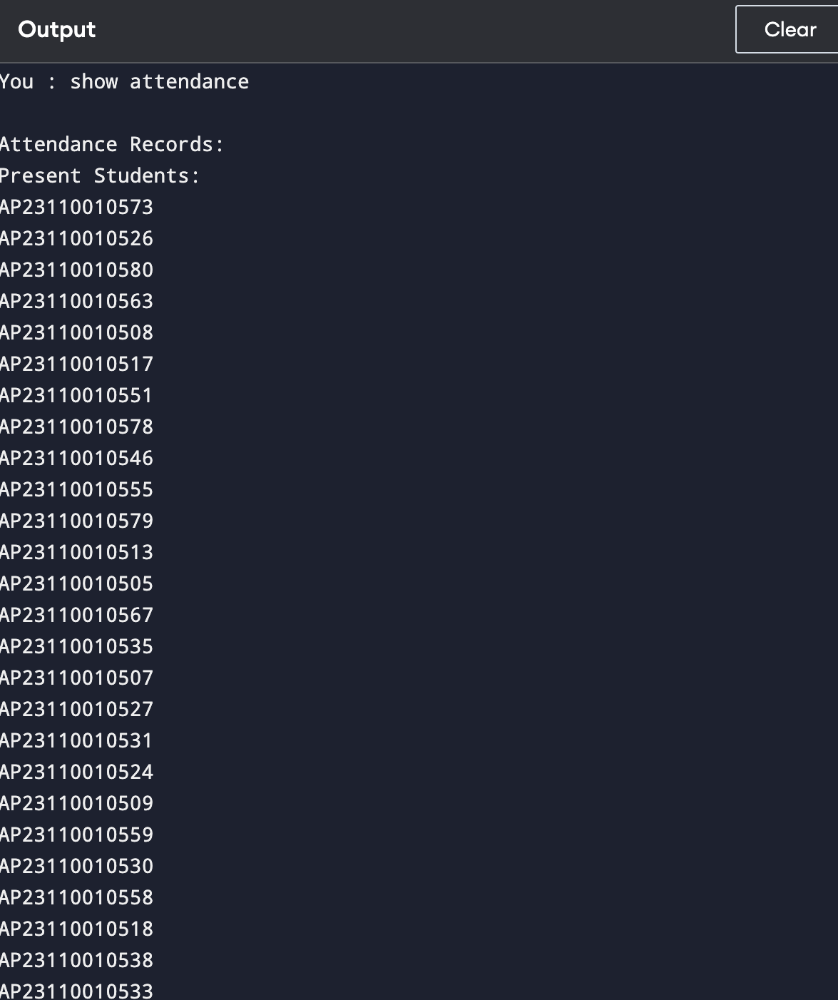 Output
Clear
You : show attendance
Attendance Records:
Present Students:
AP23110010573
AP23110010526
AP23110010580
AP23110010563
AP23110010508
AP23110010517
AP23110010551
AP23110010578
AP23110010546
AP23110010555
AP23110010579
AP23110010513
AP23110010505
AP23110010567
AP23110010535
AP23110010507
AP23110010527
AP23110010531
AP23110010524
AP23110010509
AP23110010559
AP23110010530
AP23110010558
AP23110010518
AP23110010538
AP23110010533